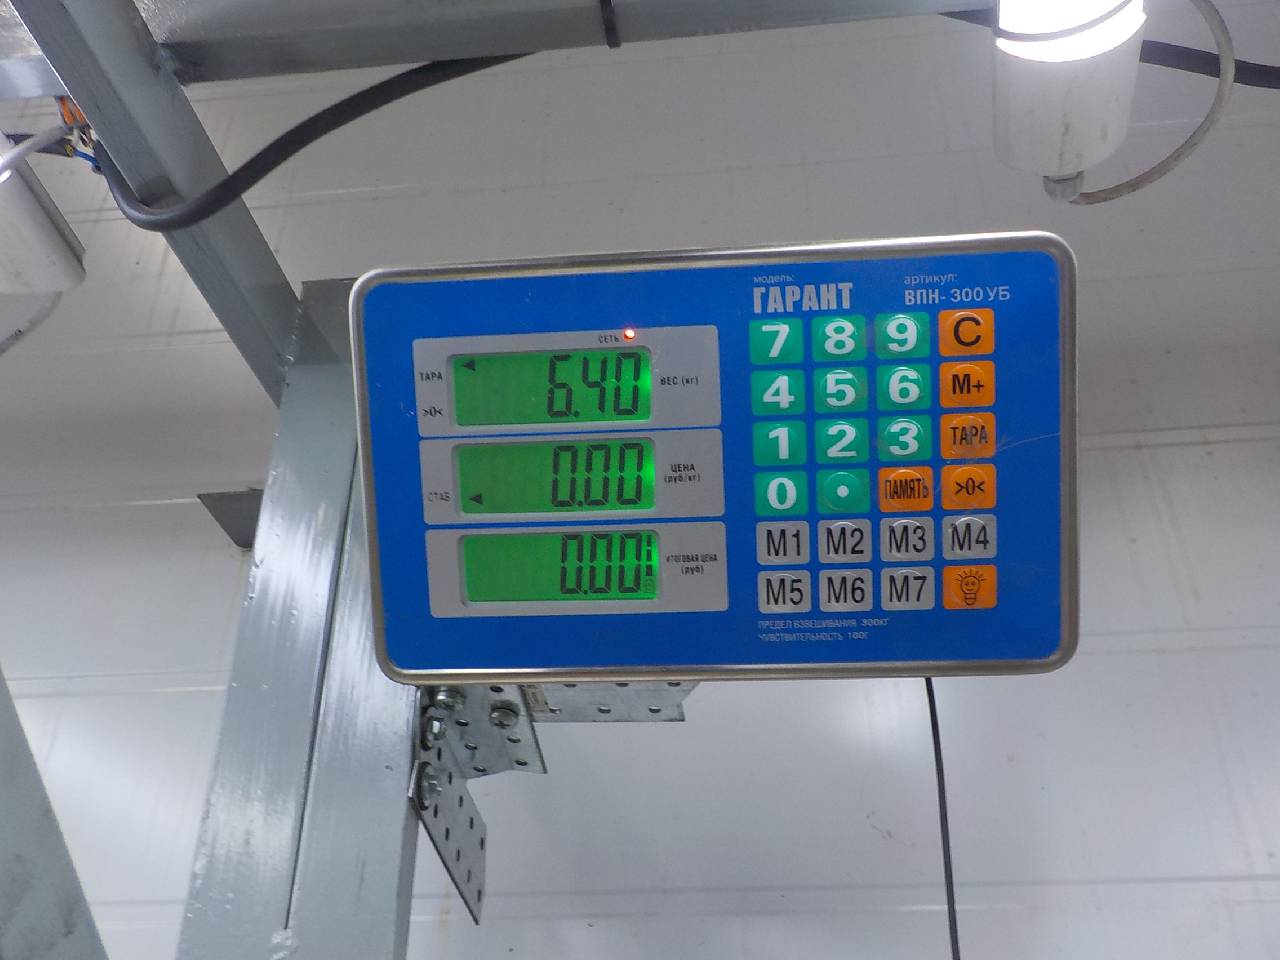 модель:
ГАРАНТ
артикул:
ВПН-300УБ
СЕТЬ
ТАРА
>0<
6.40
ВЕС (кг)
СТАБ
0.00
ЦЕНА
(руб/кг)
0.00
ИТОГОВАЯ ЦЕНА
(руб)
7 8 9 C
4 5 6 M+
1 2 3 ТАРА
0 . ПАМЯТЬ >0<
M1 M2 M3 M4
M5 M6 M7
ПРЕДЕЛ ВЗВЕШИВАНИЯ 300КГ
ЧУВСТВИТЕЛЬНОСТЬ 100Г